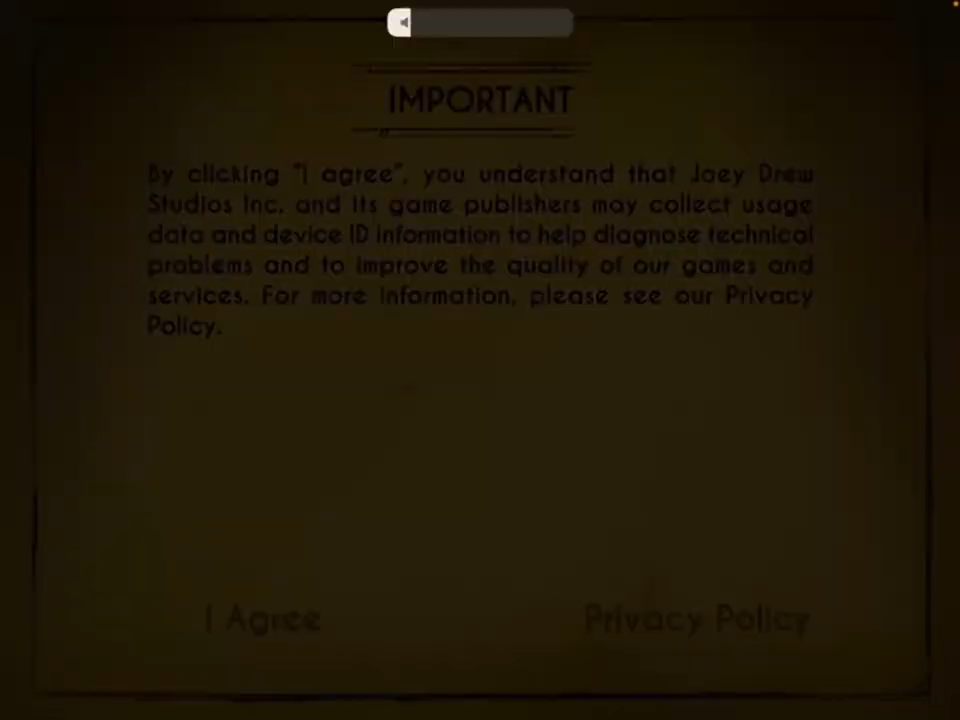 IMPORTANT
By clicking "I agree", you understand that Joey Drew
Studios Inc. and its game publishers may collect usage
data and device ID information to help diagnose technical
problems and to improve the quality of our games and
services. For more information, please see our Privacy
Policy.
I Agree
Privacy Policy